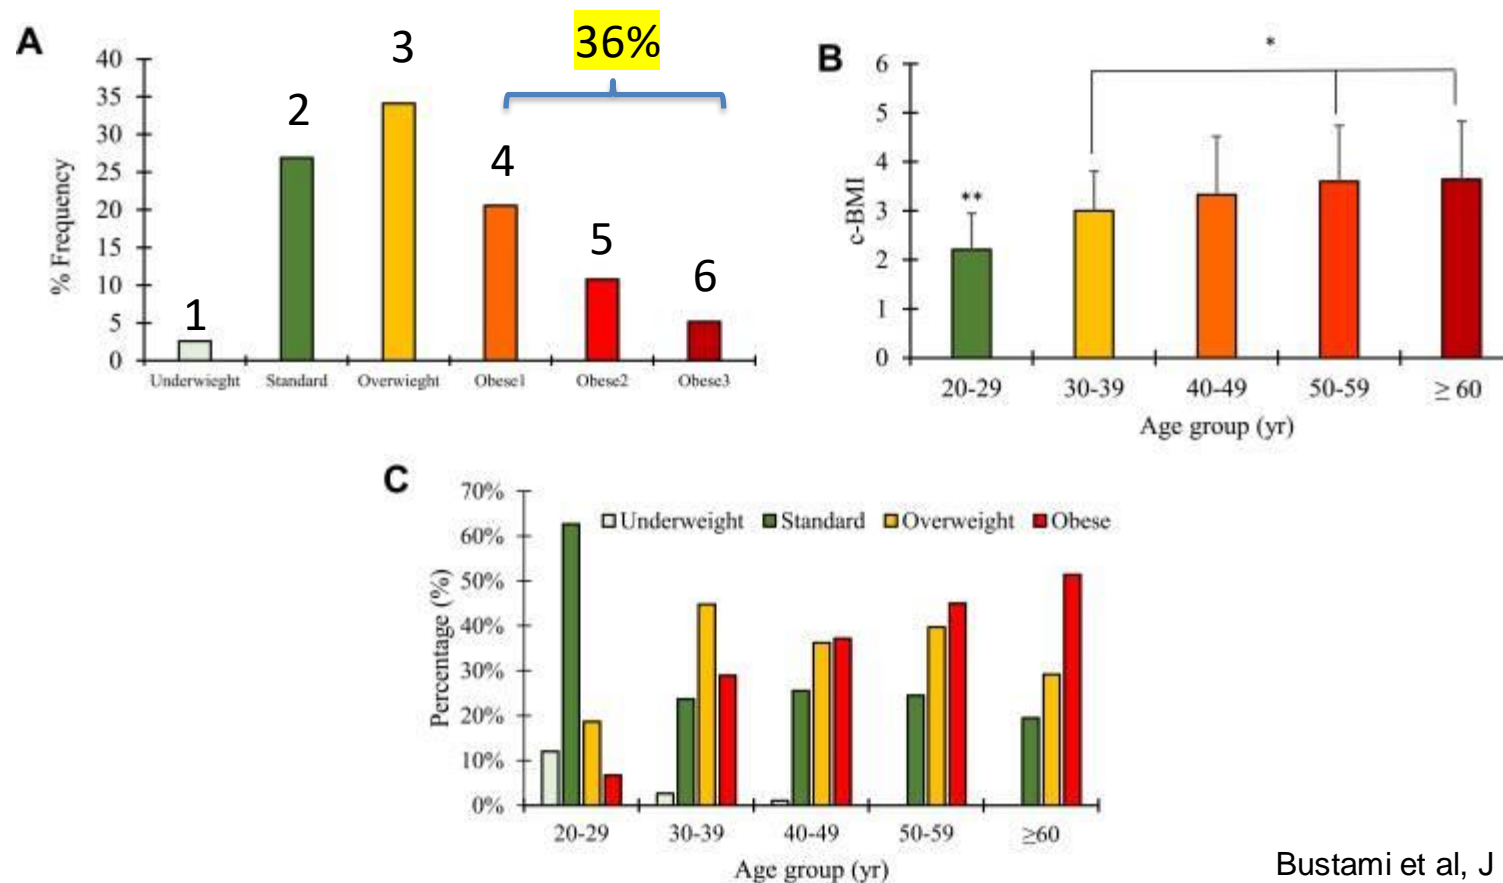 A
36%
% Frequency
40
35
30
25
20
15
10
5
0
1
2
3
4
5
6
Underwieght Standard Overwieght Obese1 Obese2 Obese3
B
*
**
c-BMI
6
5
4
3
2
1
0
20-29 30-39 40-49 50-59 ≥ 60
Age group (yr)
C
Underweight Standard Overweight Obese
Percentage (%)
70%
60%
50%
40%
30%
20%
10%
0%
20-29 30-39 40-49 50-59 ≥60
Age group (yr)
Bustami et al, J